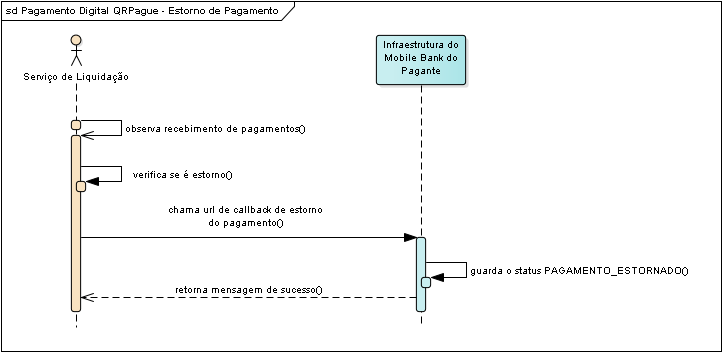 sd Pagamento Digital QRPague - Estorno de Pagamento
Serviço de Liquidação
Infraestrutura do
Mobile Bank do
Pagante
observa recebimento de pagamentos()
verifica se é estorno()
chama url de callback de estorno
do pagamento()
guarda o status PAGAMENTO_ESTORNADO()
retorna mensagem de sucesso()